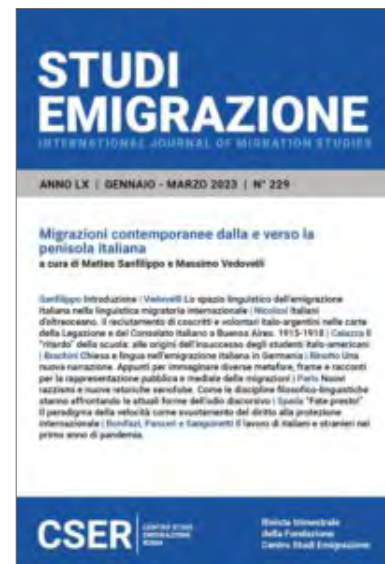 STUDI
EMIGRAZIONE
INTERNATIONAL JOURNAL OF MIGRATION STUDIES
ANNO LX | GENNAIO - MARZO 2023 | N° 229
Migrazioni contemporanee dalla e verso la
penisola italiana
a cura di Matteo Sanfilippo e Massimo Vedovelli
Sanfilippo Introduzione | Vedovelli Lo spazio linguistico dell'emigrazione
italiana nella linguistica migratoria internazionale | Nicolosi Italiani
d'oltreoceano. Il reclutamento di coscritti e volontari italo-argentini nelle carte
della Legazione e del Consolato italiano a Buenos Aires. 1915-1918 | Calazza Il
"ritardo" della scuola: alle origini dell'insuccesso degli studenti italo-americani
| Brachini Chiesa e lingua nell'emigrazione italiana in Germania | Una
nuova narrazione. Appunti per immaginare diverse metafore, frame e racconti
per la rappresentazione pubblica e mediale della migrazioni | Paris Nuovi
razzismi e nuove retoriche xenofobe. Come le discipline filosofico-linguistiche
stanno affrontando le attuali forme dell'odio discorsivo | Spada "Fate presto!"
Il paradigma della velocità come svuotamento del diritto alla protezione
internazionale | Bonifazi, Paparusso e Sanguinetti Il lavoro di italiani e stranieri nel
primo anno di pandemia.
CSER
CENTRO STUDI
EMIGRAZIONE
ROMA
Rivista trimestrale
della Fondazione
Centro Studi Emigrazione